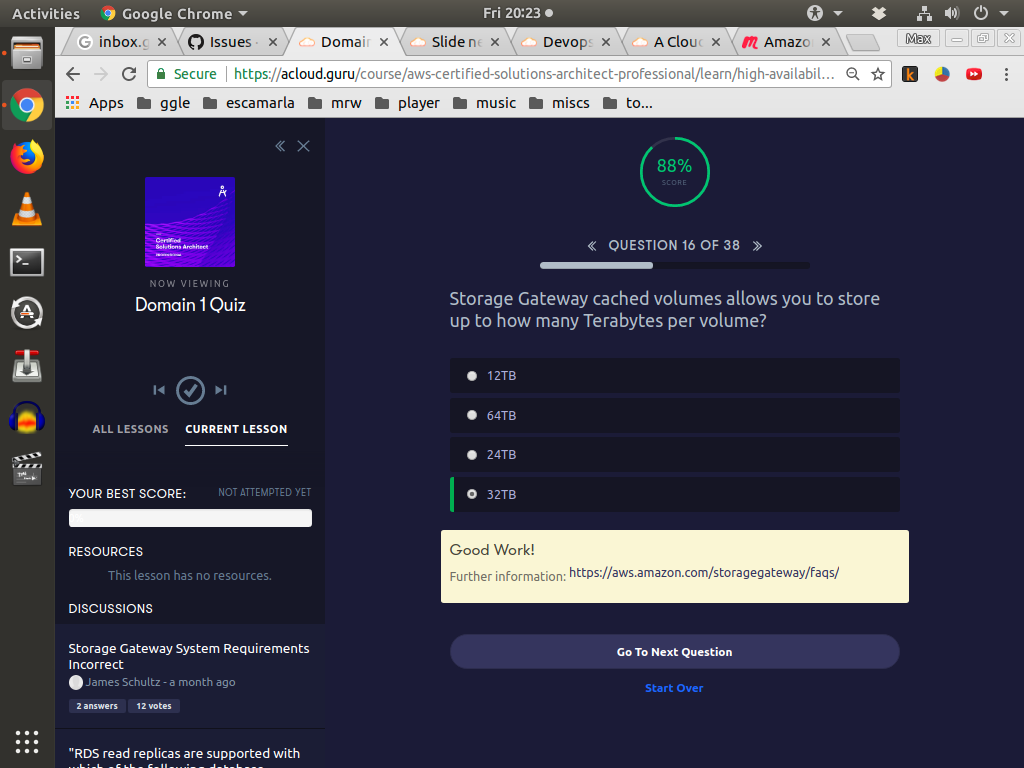 Activities
Google Chrome
Fri 20:23
inbox.g
Issues
Domain
Slide ne
Devops
A Clou
Amazo
Max
Secure
https://acloud.guru/course/aws-certified-solutions-architect-professional/learn/high-availabil...
Apps
ggle
escamarla
mrw
player
music
miscs
to...
Certified
Solutions Architect
NOW VIEWING
Domain 1 Quiz
ALL LESSONS
CURRENT LESSON
YOUR BEST SCORE:
NOT ATTEMPTED YET
RESOURCES
This lesson has no resources.
DISCUSSIONS
Storage Gateway System Requirements
Incorrect
James Schultz - a month ago
2 answers
12 votes
"RDS read replicas are supported with
which of the following database
88%
SCORE
« QUESTION 16 OF 38 »
Storage Gateway cached volumes allows you to store
up to how many Terabytes per volume?
12TB
64TB
24TB
32TB
Good Work!
Further information: https://aws.amazon.com/storagegateway/faqs/
Go To Next Question
Start Over